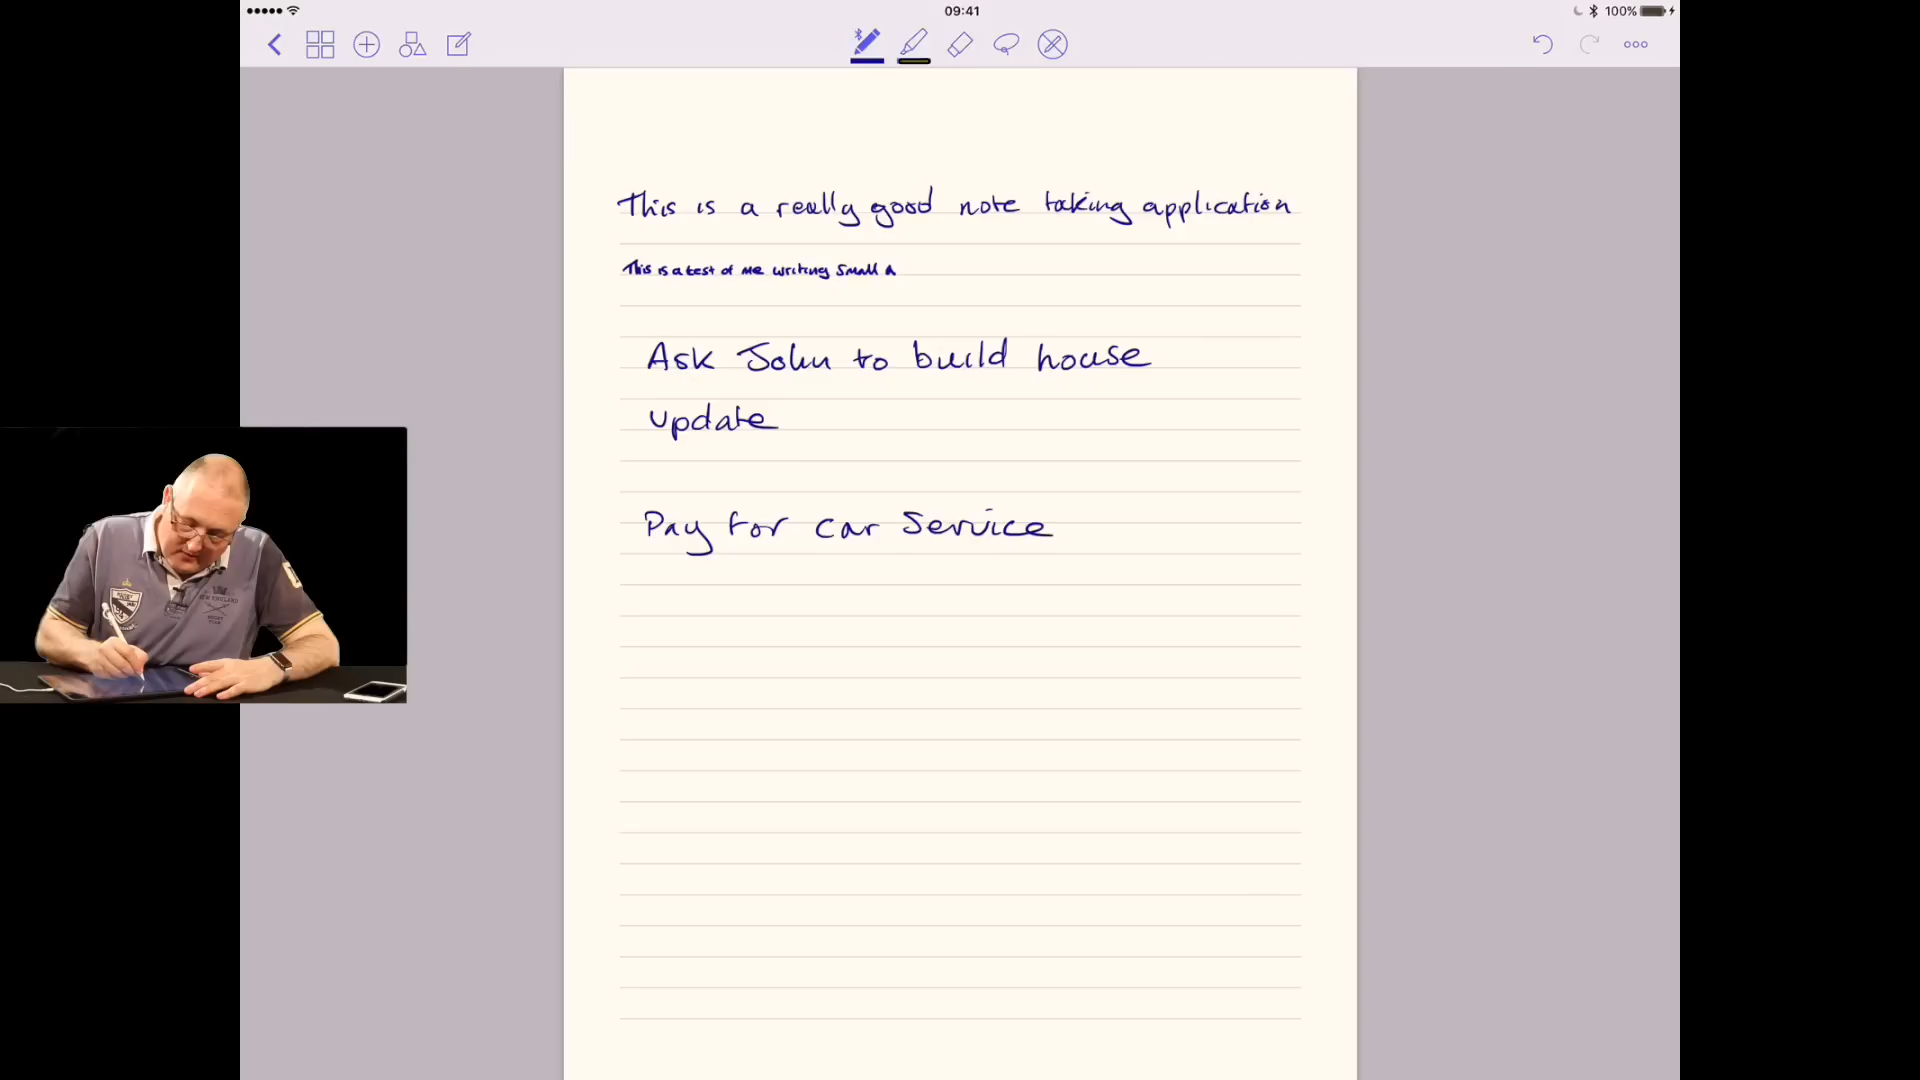 09:41
100%
This is a really good note taking application
This is a test of me writing small A
Ask John to build house
update
Pay for car Service